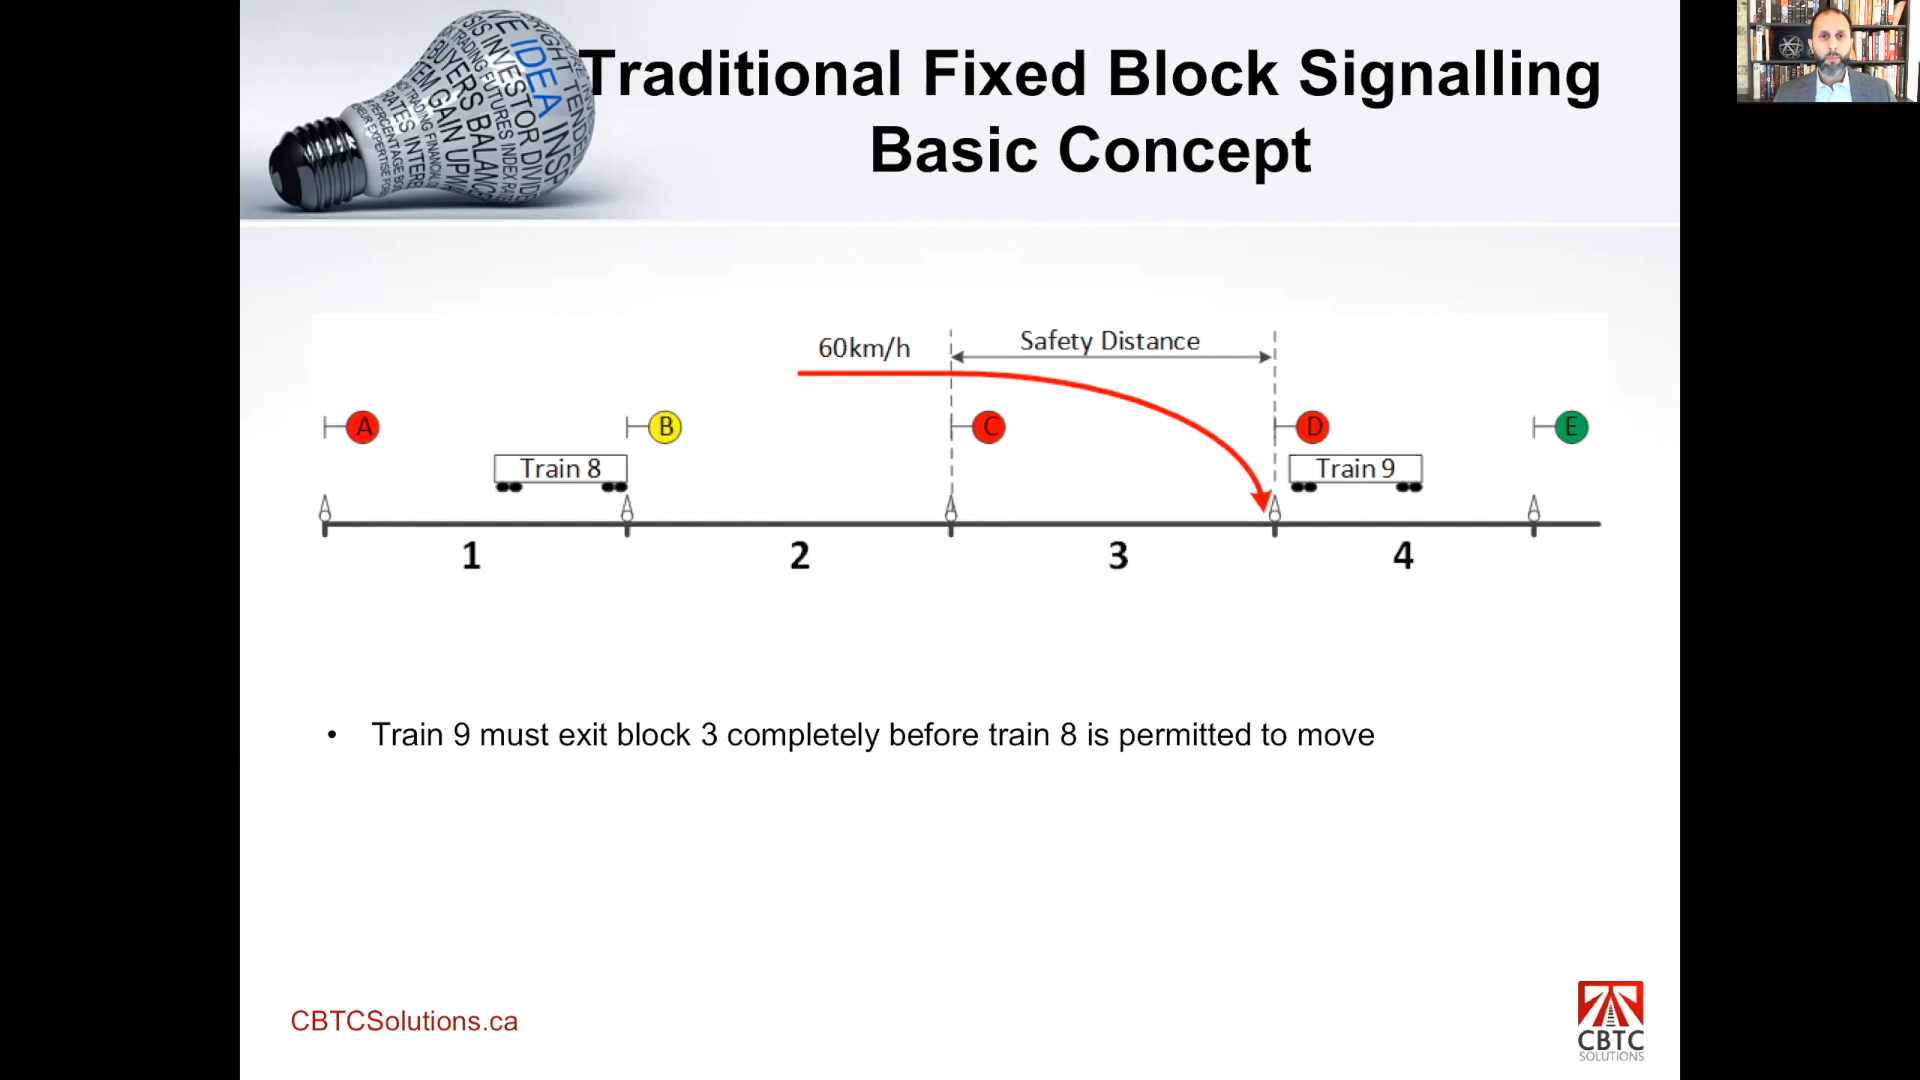 Traditional Fixed Block Signalling
Basic Concept
IDEA
60km/h
Safety Distance
A
B
C
D
E
Train 8
Train 9
1
2
3
4
• Train 9 must exit block 3 completely before train 8 is permitted to move
CBTCSolutions.ca
CBTC
SOLUTIONS